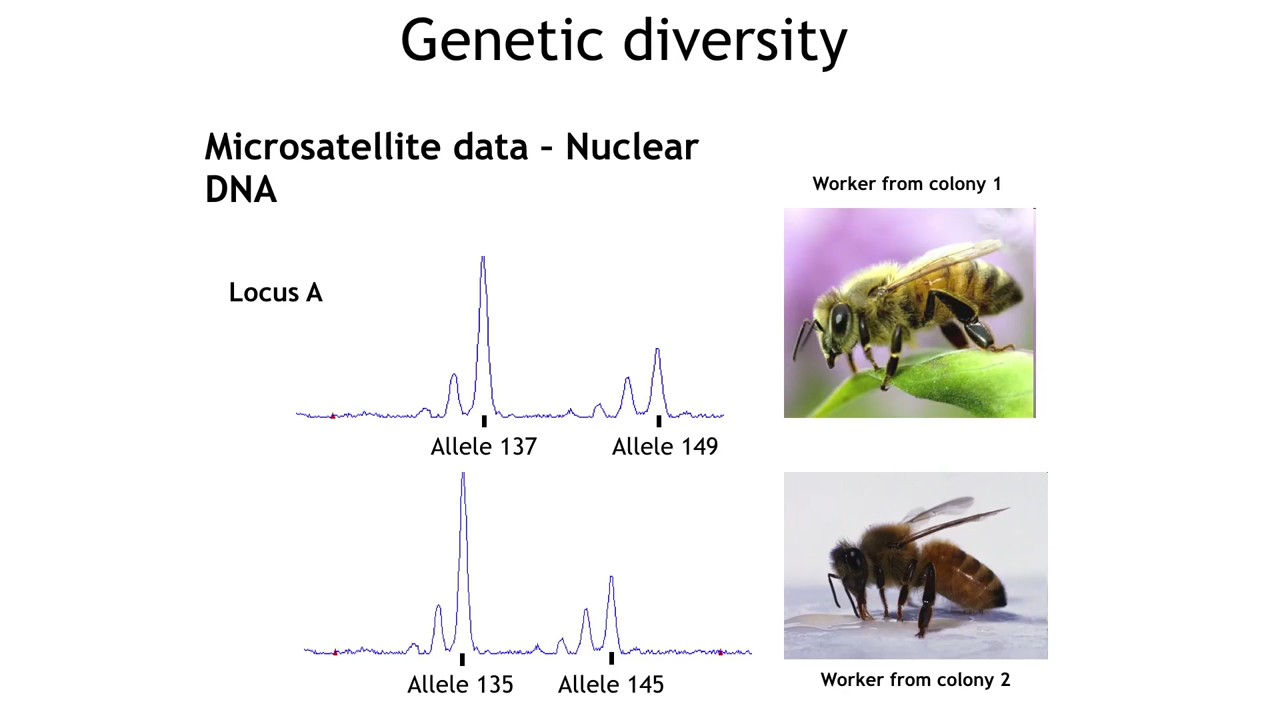 Genetic diversity
Microsatellite data – Nuclear
DNA
Worker from colony 1
Locus A
Allele 137
Allele 149
Allele 135
Allele 145
Worker from colony 2